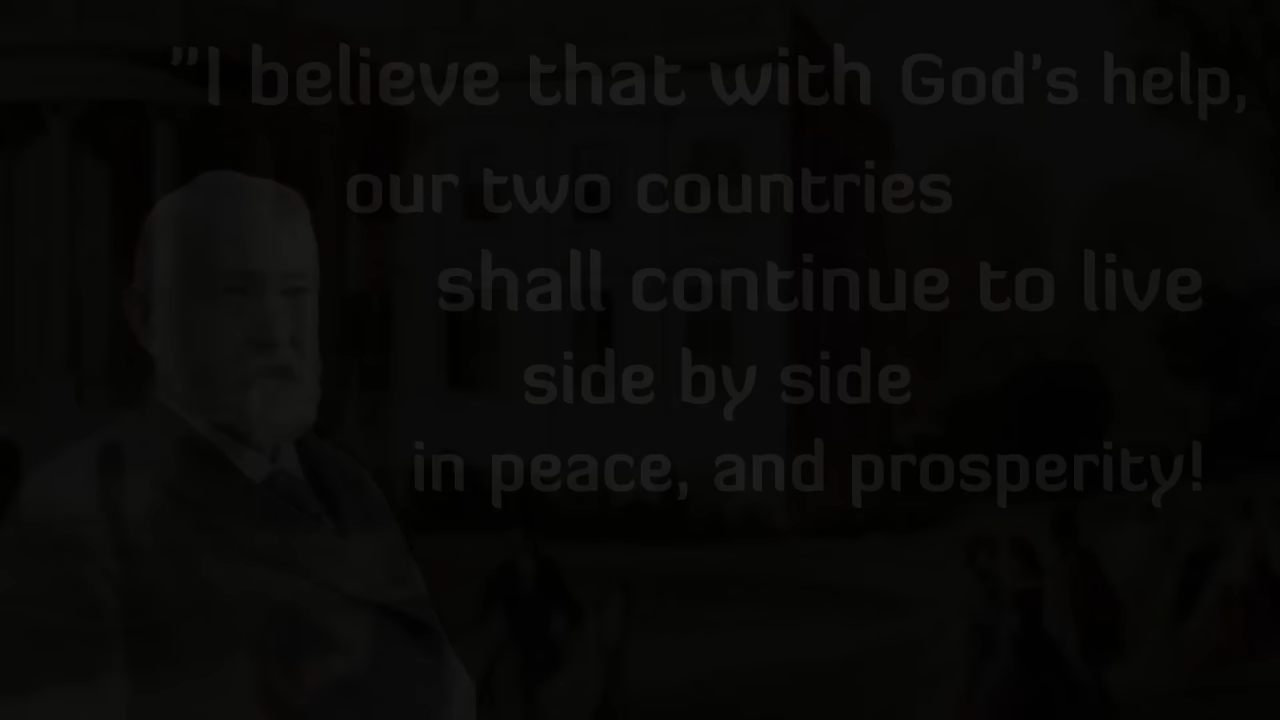 "I believe that with God's help,
our two countries
shall continue to live
side by side
in peace, and prosperity!